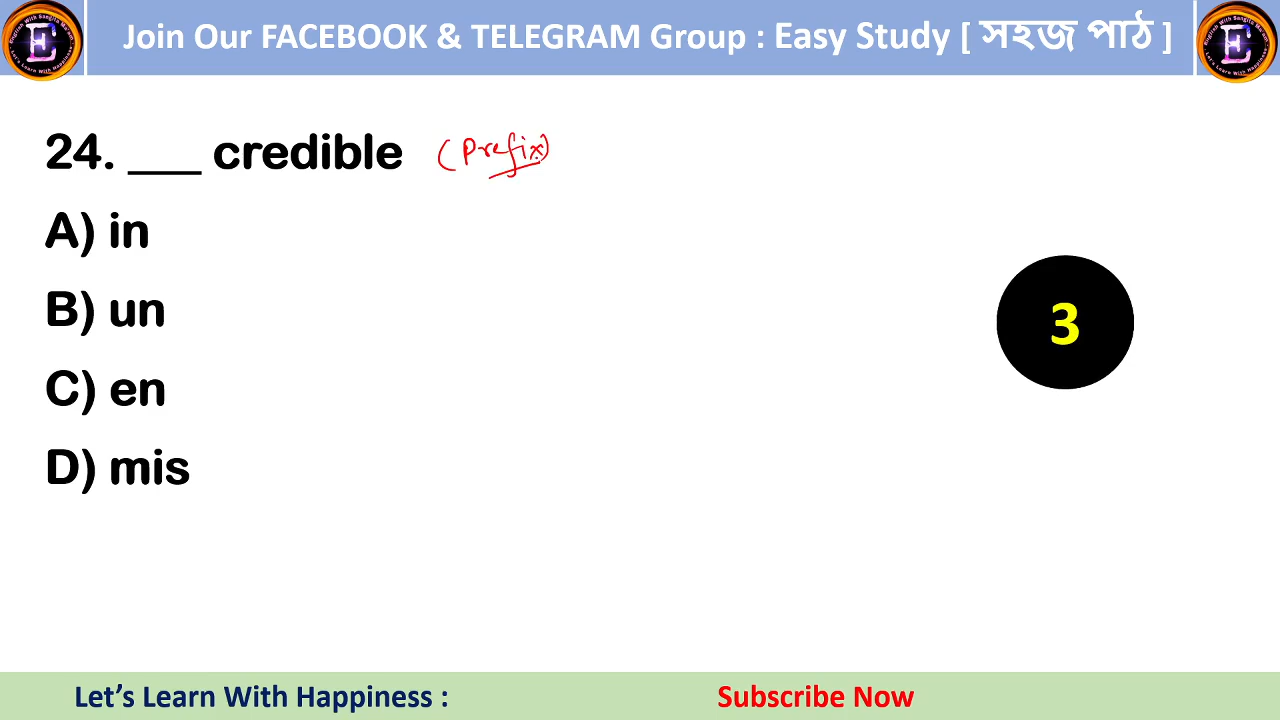 Join Our FACEBOOK & TELEGRAM Group : Easy Study [ সহজ পাঠ ]
24. ___ credible (Prefix)
A) in
B) un
C) en
D) mis
3
Let’s Learn With Happiness :
Subscribe Now